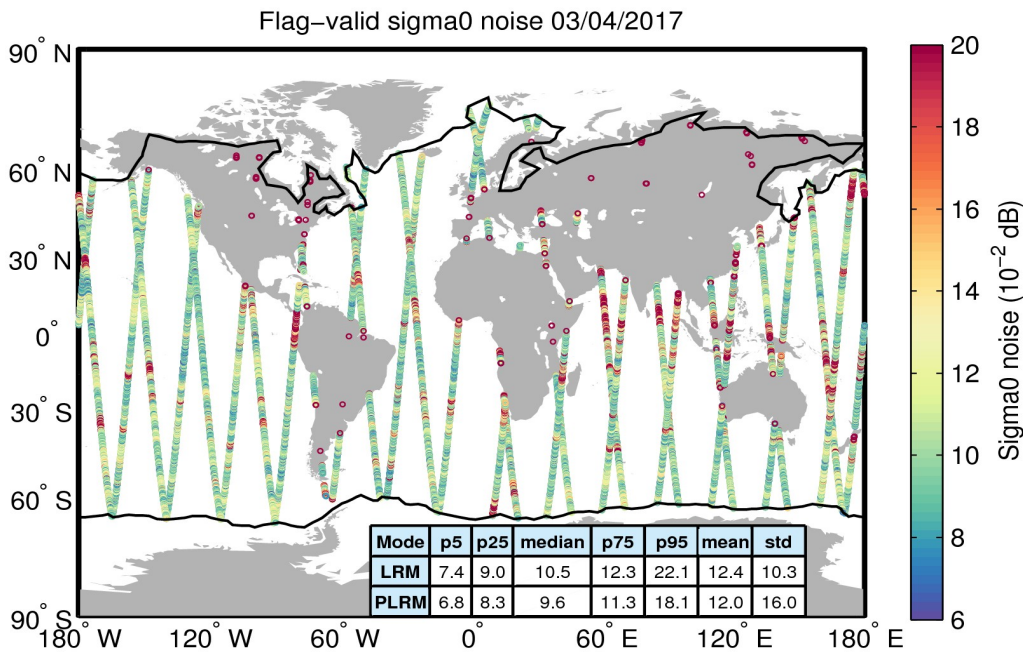 Flag−valid sigma0 noise 03/04/2017
90° N
60° N
30° N
0°
30° S
60° S
90° S
180° W 120° W 60° W 0° 60° E 120° E 180° E
Mode p5 p25 median p75 p95 mean std
LRM 7.4 9.0 10.5 12.3 22.1 12.4 10.3
PLRM 6.8 8.3 9.6 11.3 18.1 12.0 16.0
20
18
16
14
12
10
8
6
Sigma0 noise (10⁻² dB)